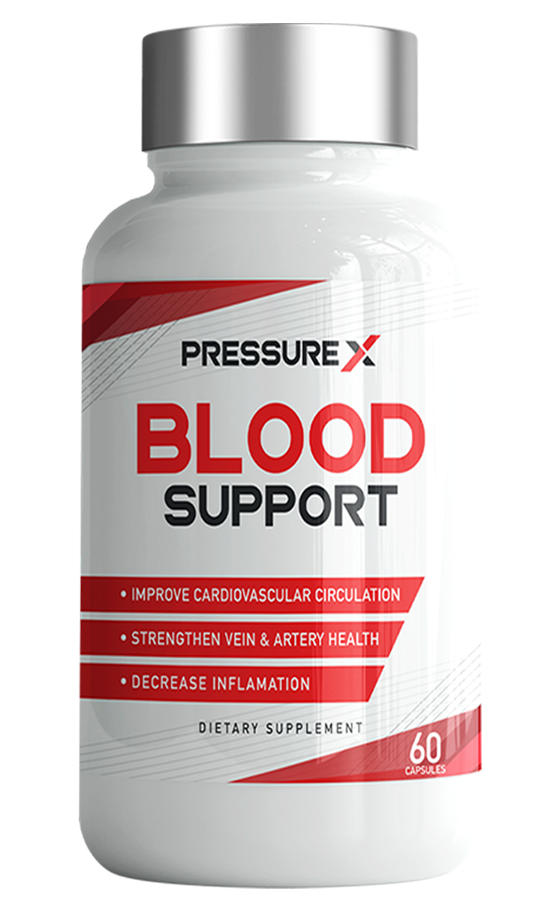 PRESSURE X
BLOOD
SUPPORT
• IMPROVE CARDIOVASCULAR CIRCULATION
• STRENGTHEN VEIN & ARTERY HEALTH
• DECREASE INFLAMATION
DIETARY SUPPLEMENT
60
CAPSULES